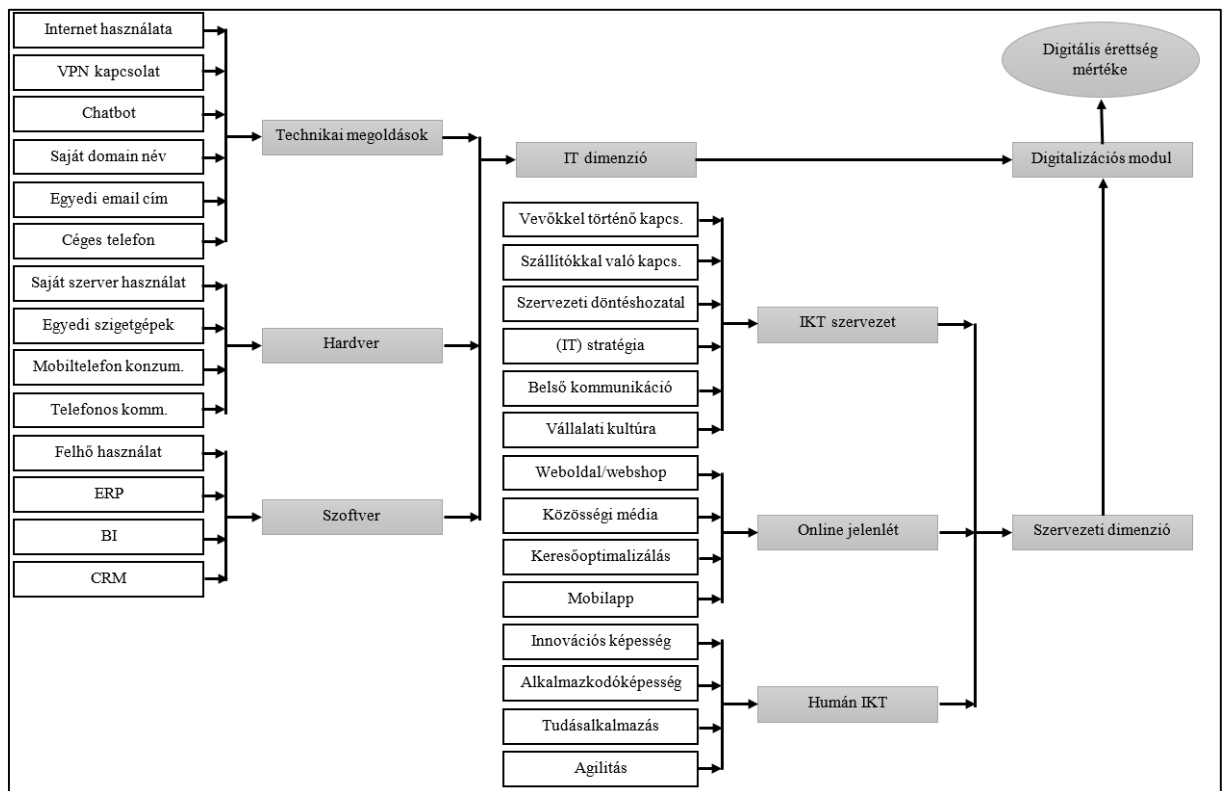 Internet használata
VPN kapcsolat
Chatbot
Saját domain név
Egyedi email cím
Céges telefon
Technikai megoldások
Saját szerver használat
Egyedi szigetgépek
Mobiltelefon konzum.
Telefonos komm.
Hardver
Felhő használat
ERP
BI
CRM
Szoftver
IT dimenzió
Vevőkkel történő kapcs.
Szállítókkal való kapcs.
Szervezeti döntéshozatal
(IT) stratégia
Belső kommunikáció
Vállalati kultúra
IKT szervezet
Weboldal/webshop
Közösségi média
Keresőoptimalizálás
Mobilapp
Online jelenlét
Innovációs képesség
Alkalmazkodóképesség
Tudásalkalmazás
Agilitás
Humán IKT
Szervezeti dimenzió
Digitalizációs modul
Digitális érettség
mértéke